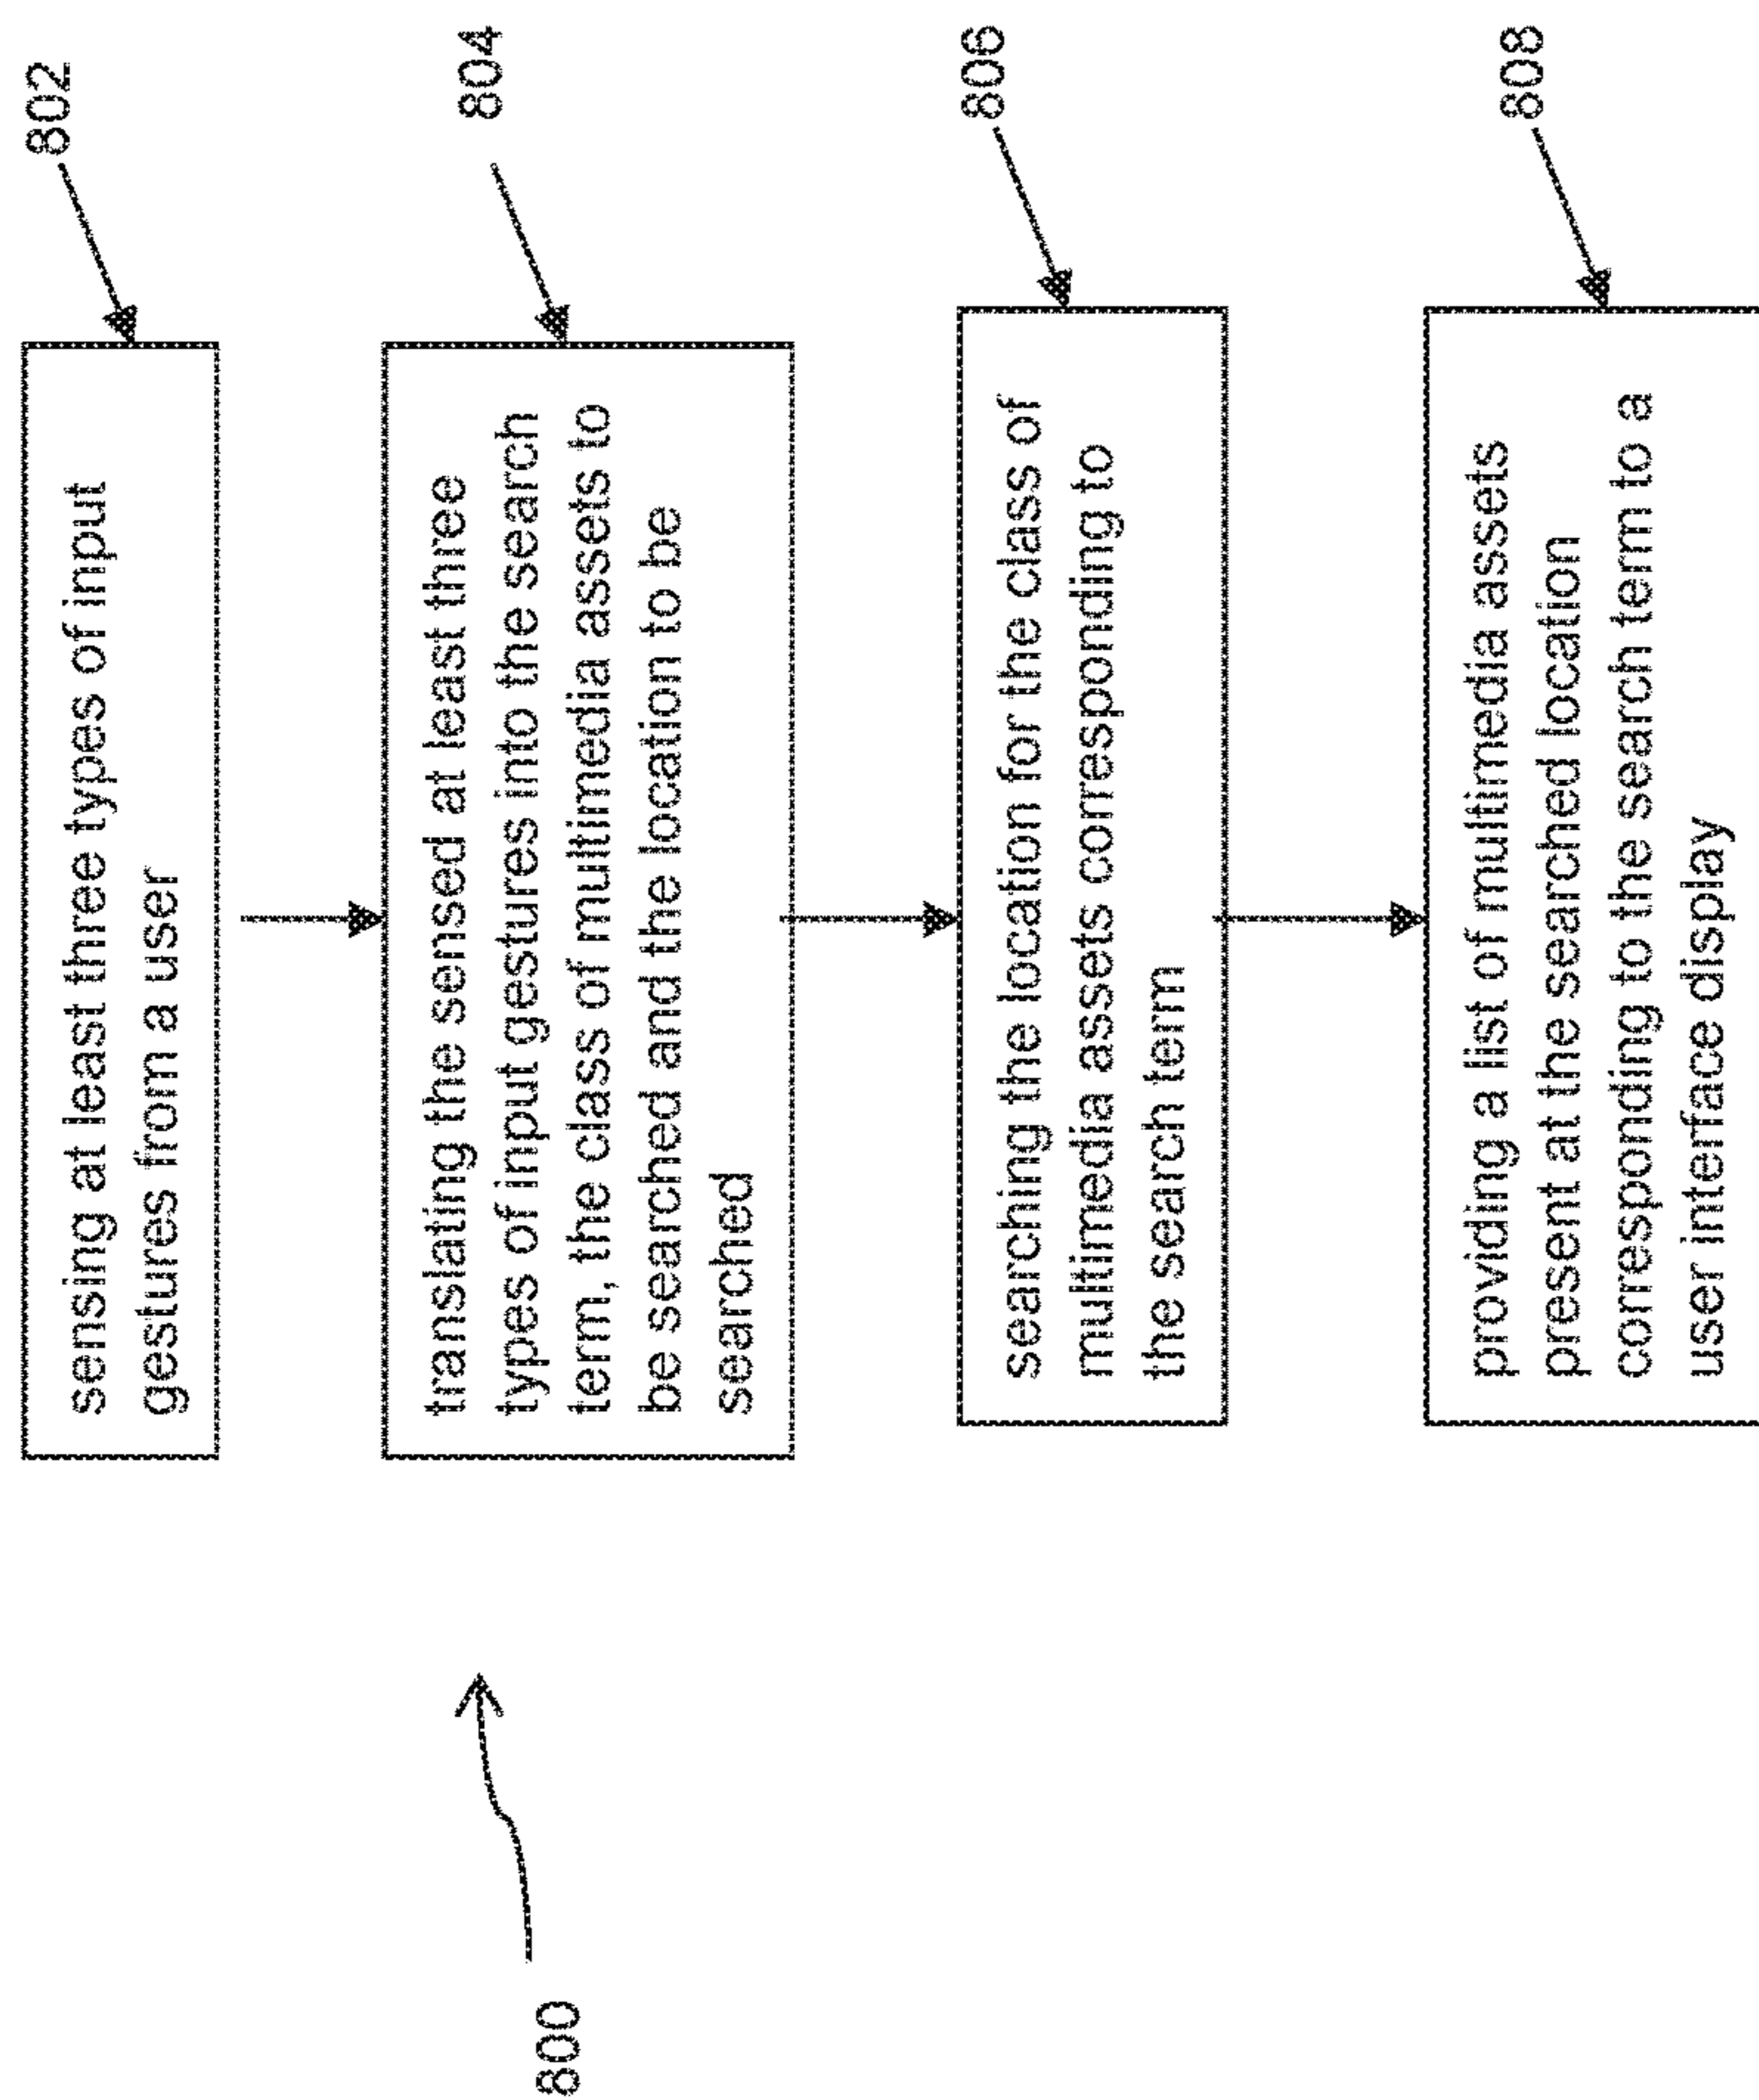 802
sensing at least three types of input
gestures from a user
804
translating the sensed at least three
types of input gestures into the search
term, the class of multimedia assets to
be searched and the location to be
searched
800
806
searching the location for the class of
multimedia assets corresponding to
the search term
808
providing a list of multimedia assets
present at the searched location
corresponding to the search term to a
user interface display